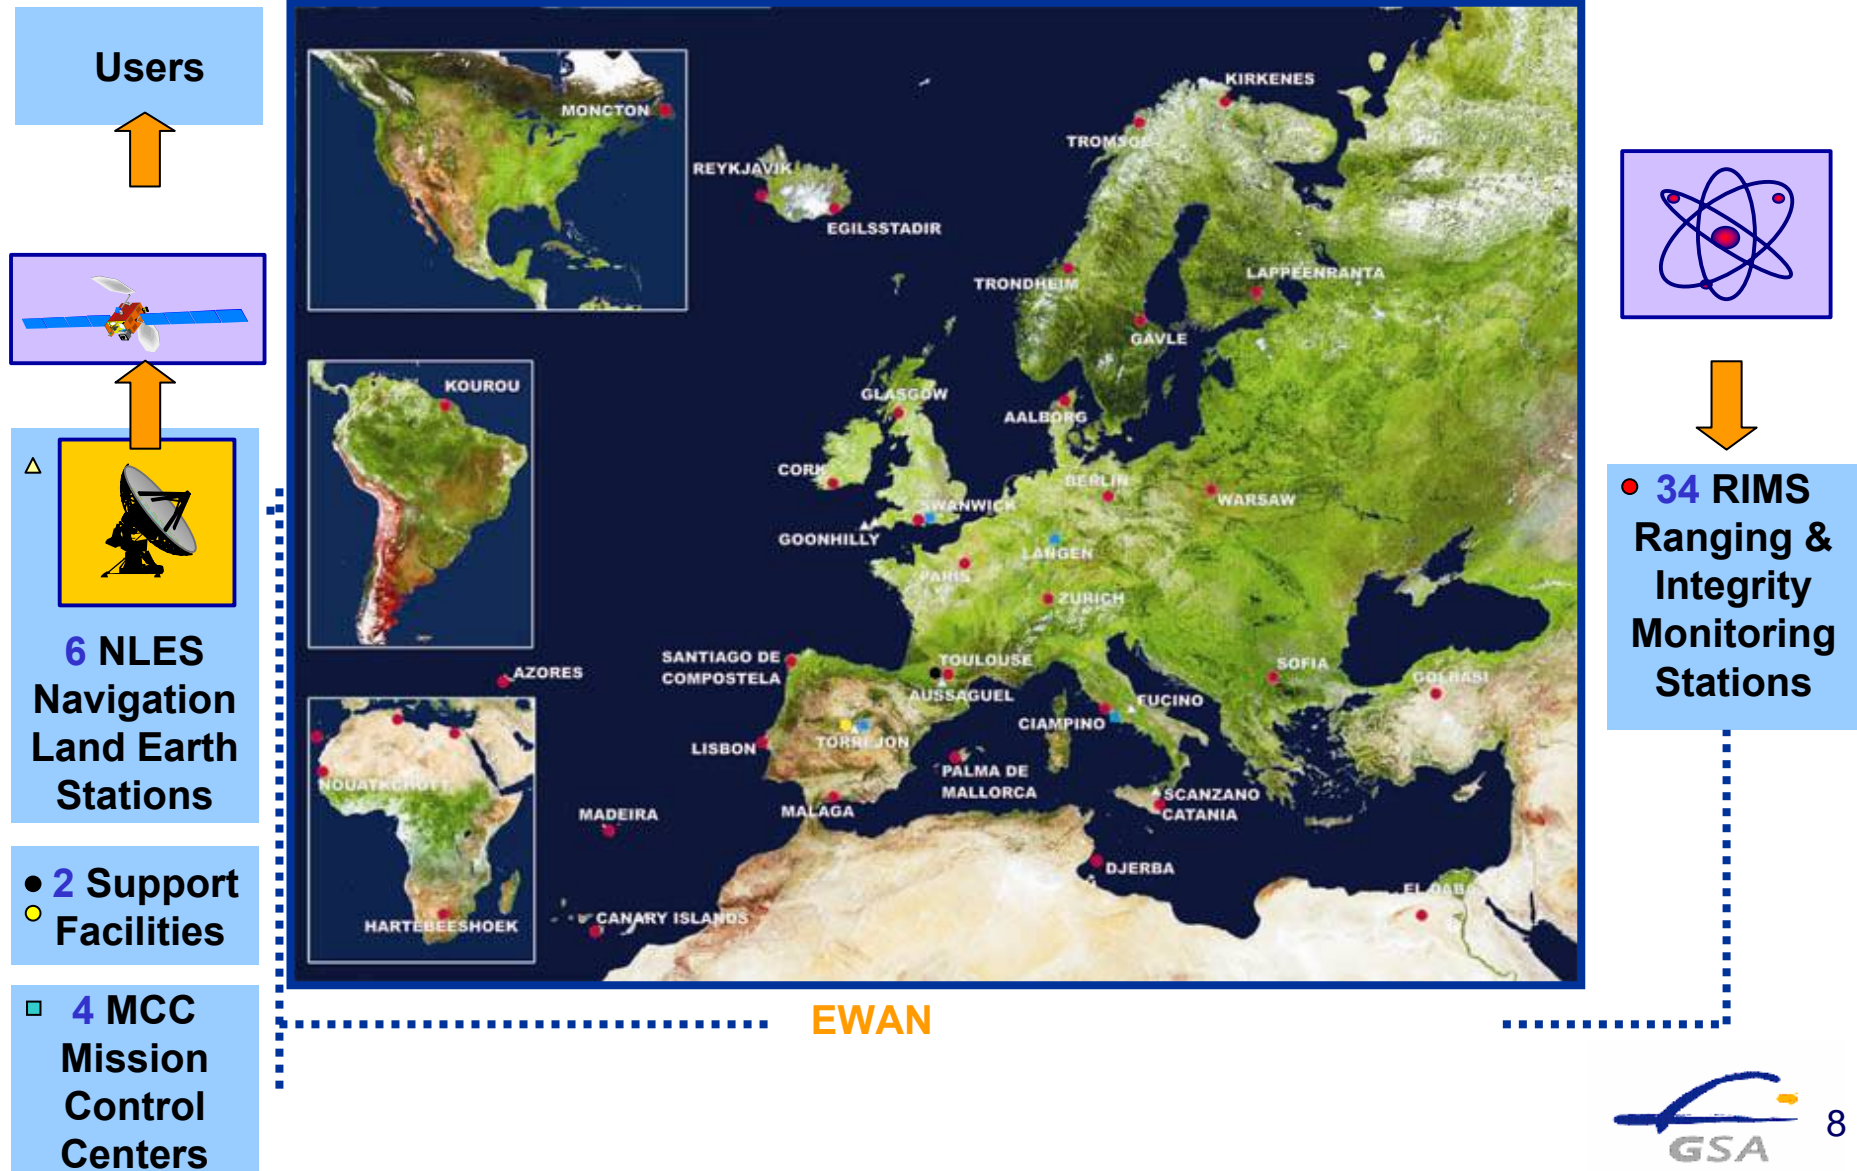 Users
6 NLES
Navigation
Land Earth
Stations
2 Support
Facilities
4 MCC
Mission
Control
Centers
MONCTON
KOUROU
NOUATKCHOTT
HARTEBEESHOEK
REYKJAVIK
EGILSSTADIR
KIRKENES
TROMSOE
TRONDHEIM
LAPPEENRANTA
GAVLE
GLASGOW
AALBORG
CORK
BERLIN
SWANWICK
WARSAW
GOONHILLY
LANGEN
PARIS
ZURICH
SANTIAGO DE
COMPOSTELA
TOULOUSE
SOFIA
GOLBASI
AZORES
AUSSAGUEL
FUCINO
CIAMPINO
LISBON
TORREJON
PALMA DE
MALLORCA
SCANZANO
CATANIA
MADEIRA
MALAGA
DJERBA
EL DABA
CANARY ISLANDS
34 RIMS
Ranging &
Integrity
Monitoring
Stations
EWAN
GSA
8